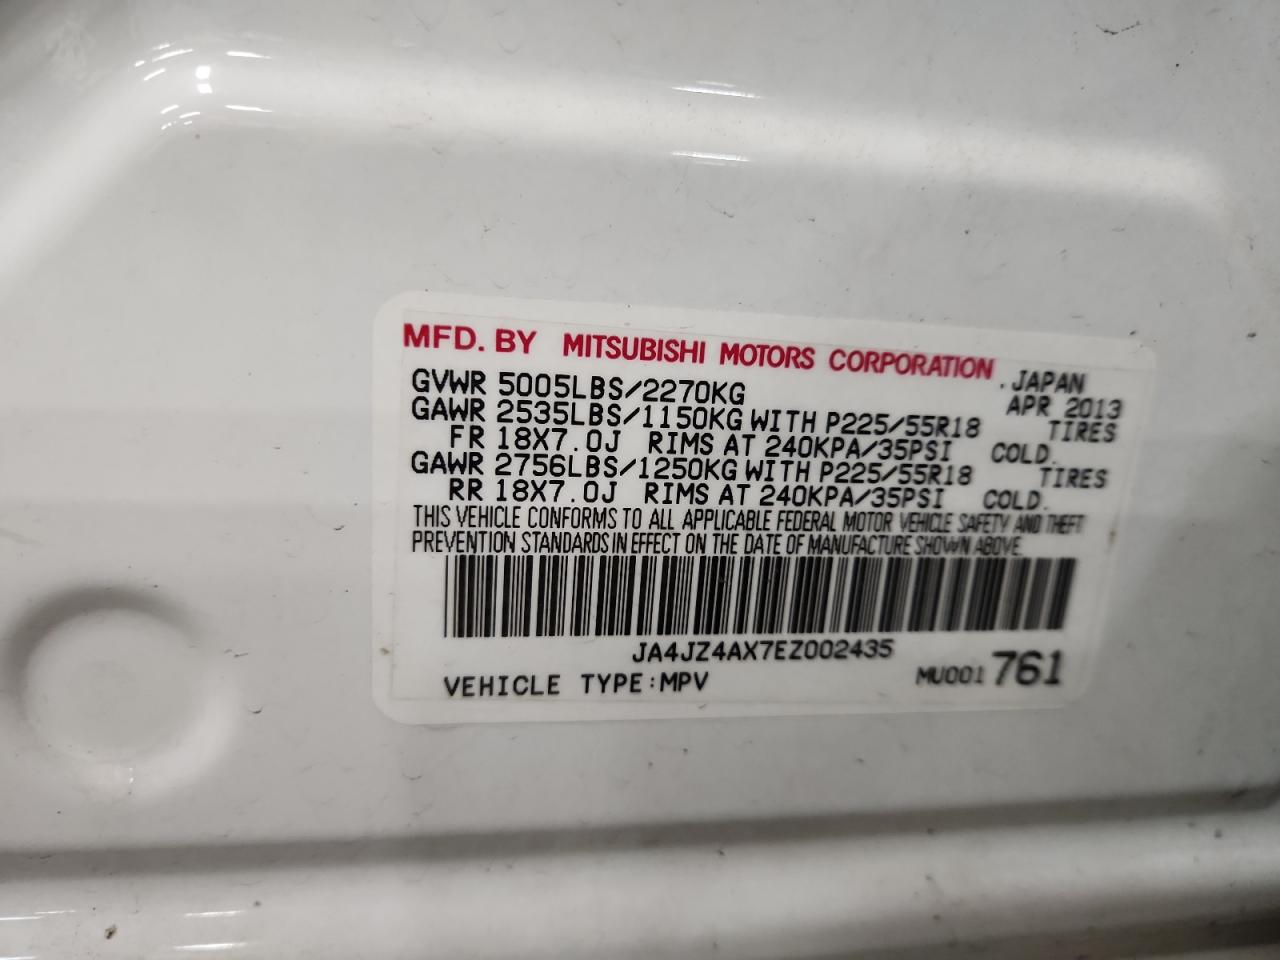 MFD. BY MITSUBISHI MOTORS CORPORATION . JAPAN
GVWR 5005LBS/2270KG APR 2013
GAWR 2535LBS/1150KG WITH P225/55R18 TIRES
FR 18X7.0J RIMS AT 240KPA/35PSI COLD.
GAWR 2756LBS/1250KG WITH P225/55R18 TIRES
RR 18X7.0J RIMS AT 240KPA/35PSI COLD.
THIS VEHICLE CONFORMS TO ALL APPLICABLE FEDERAL MOTOR VEHICLE SAFETY AND THEFT
PREVENTION STANDARDS IN EFFECT ON THE DATE OF MANUFACTURE SHOWN ABOVE.
JA4JZ4AX7EZ002435
VEHICLE TYPE:MPV MU001 761